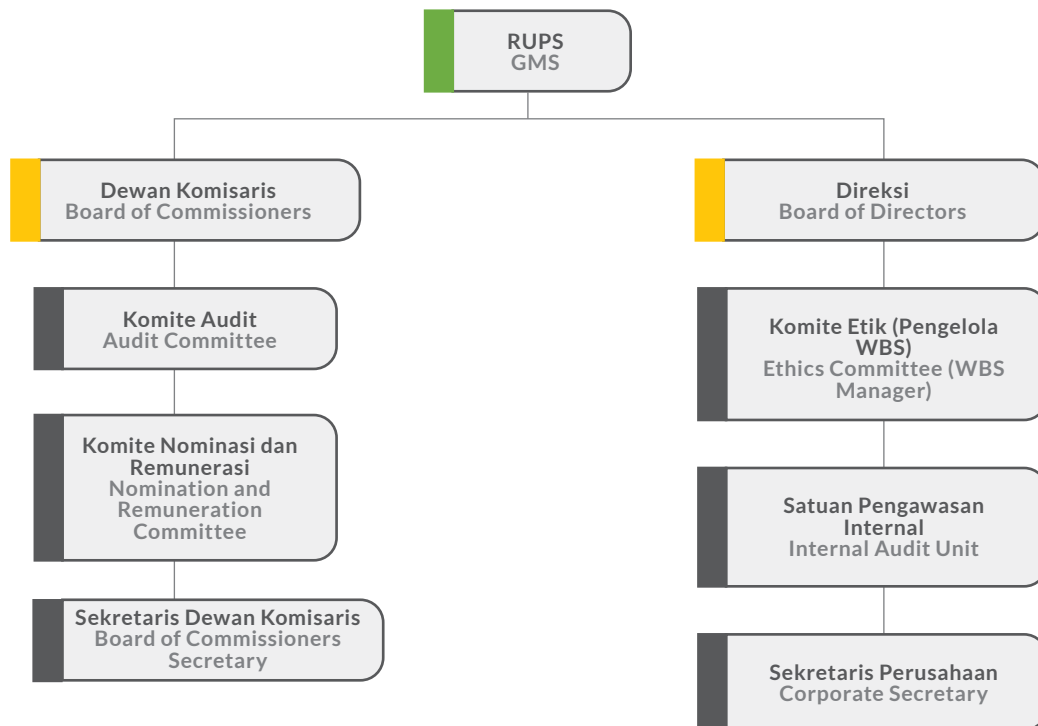 RUPS
GMS
Dewan Komisaris
Board of Commissioners
Komite Audit
Audit Committee
Komite Nominasi dan
Remunerasi
Nomination and
Remuneration
Committee
Sekretaris Dewan Komisaris
Board of Commissioners
Secretary
Direksi
Board of Directors
Komite Etik (Pengelola
WBS)
Ethics Committee (WBS
Manager)
Satuan Pengawasan
Internal
Internal Audit Unit
Sekretaris Perusahaan
Corporate Secretary